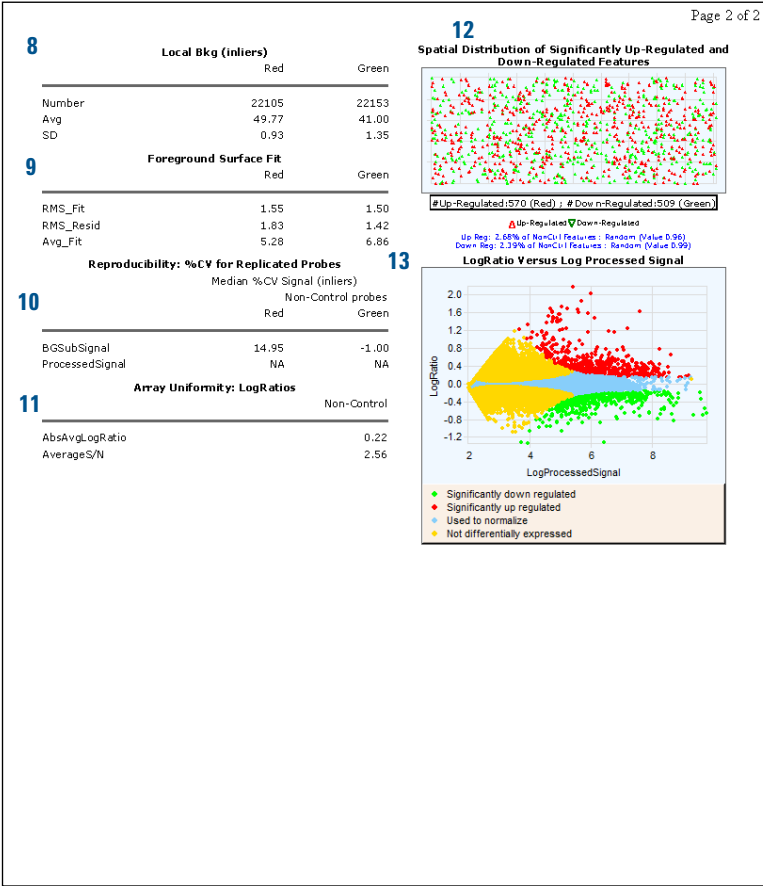 Page 2 of 2
8
Local Bkg (inliers)
Red Green
Number 22105 22153
Avg 49.77 41.00
SD 0.93 1.35
9
Foreground Surface Fit
Red Green
RMS_Fit 1.55 1.50
RMS_Resid 1.83 1.42
Avg_Fit 5.28 6.86
Reproducibility: %CV for Replicated Probes
Median %CV Signal (inliers)
10
Non-Control probes
Red Green
BGSubSignal 14.95 -1.00
ProcessedSignal NA NA
Array Uniformity: LogRatios
11
Non-Control
AbsAvgLogRatio 0.22
AverageS/N 2.56
12
Spatial Distribution of Significantly Up-Regulated and
Down-Regulated Features
#Up-Regulated:570 (Red) ; #Down-Regulated:509 (Green)
Up-Regulated Down-Regulated
Up Reg: 2.68% of NonCtrl Features : Random (Value 0.96)
Down Reg: 2.39% of NonCtrl Features : Random (Value 0.99)
13
LogRatio Versus Log Processed Signal
2.0
1.6
1.2
0.8
0.4
0.0
-0.4
-0.8
-1.2
LogRatio
2 4 6 8
LogProcessedSignal
Significantly down regulated
Significantly up regulated
Used to normalize
Not differentially expressed